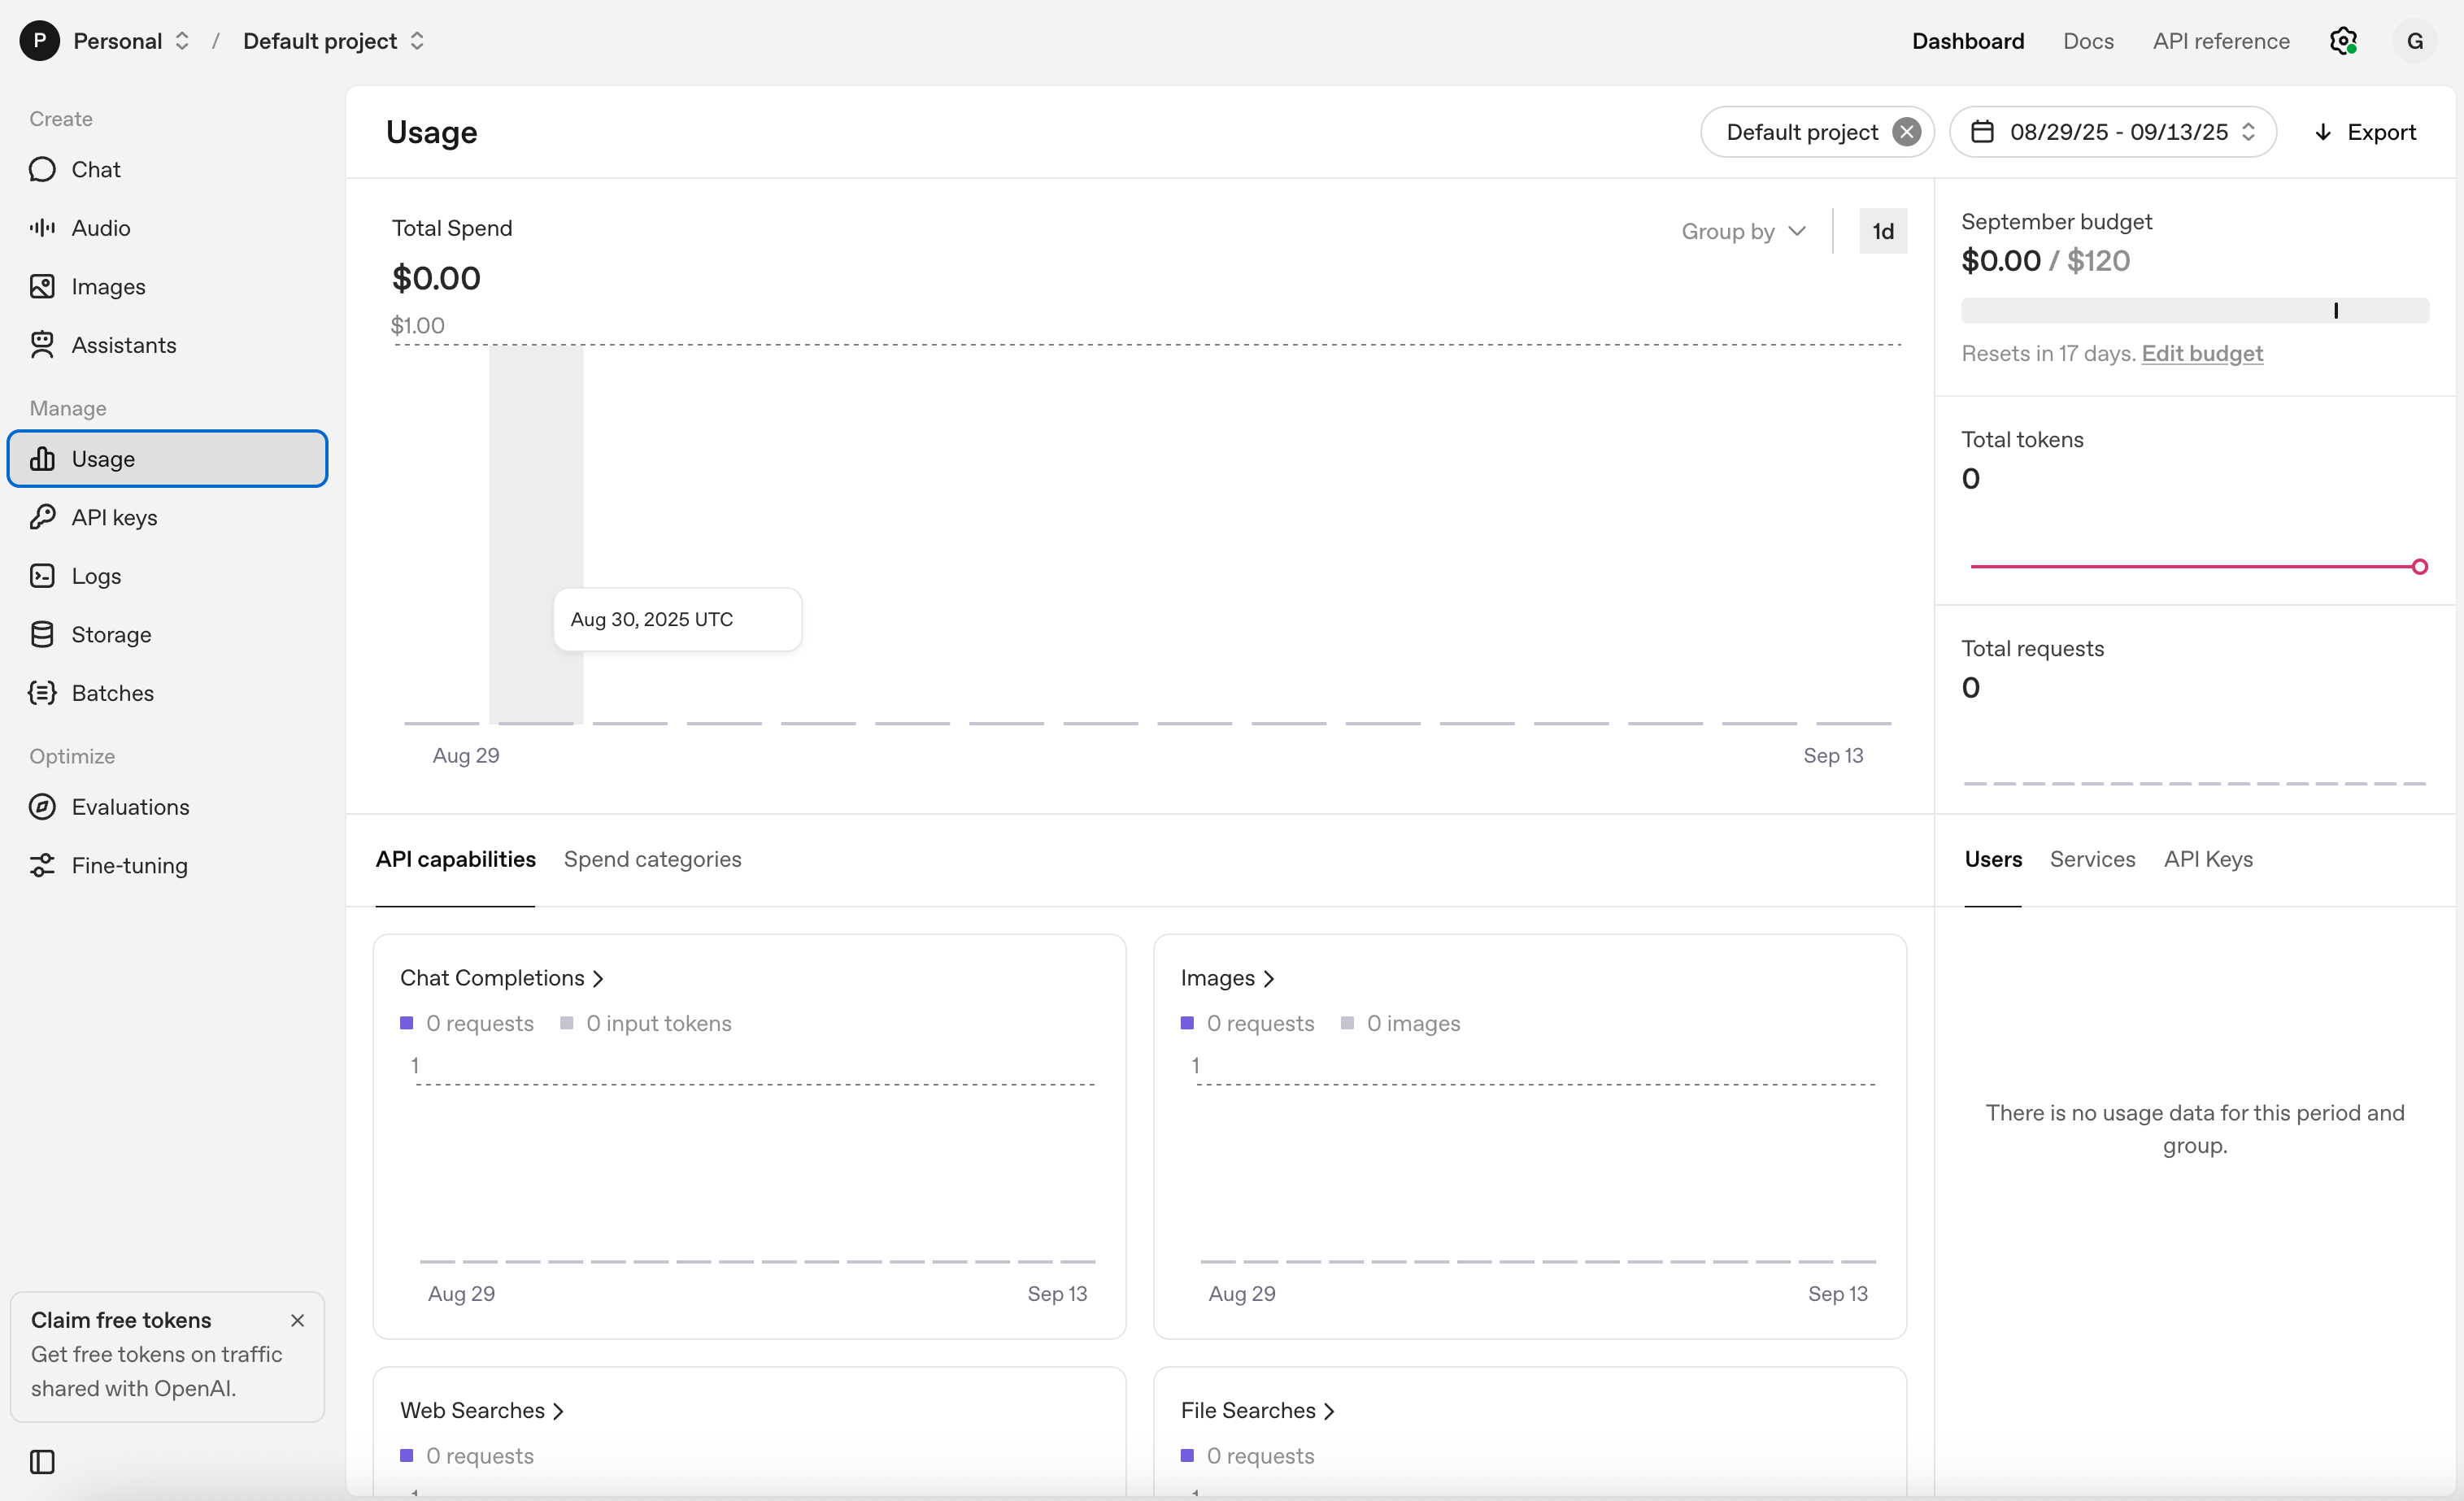 P Personal / Default project
Dashboard Docs API reference G
Create
Chat
Audio
Images
Assistants
Manage
Usage
API keys
Logs
Storage
Batches
Optimize
Evaluations
Fine-tuning
Claim free tokens
Get free tokens on traffic
shared with OpenAI.
Usage
Default project 08/29/25 - 09/13/25 Export
Total Spend
$0.00
Group by 1d
$1.00
Aug 30, 2025 UTC
Aug 29 Sep 13
September budget
$0.00 / $120
Resets in 17 days. Edit budget
Total tokens
0
Total requests
0
API capabilities Spend categories
Chat Completions
0 requests 0 input tokens
1
Aug 29 Sep 13
Images
0 requests 0 images
1
Aug 29 Sep 13
Web Searches
0 requests
1
File Searches
0 requests
1
Users Services API Keys
There is no usage data for this period and
group.